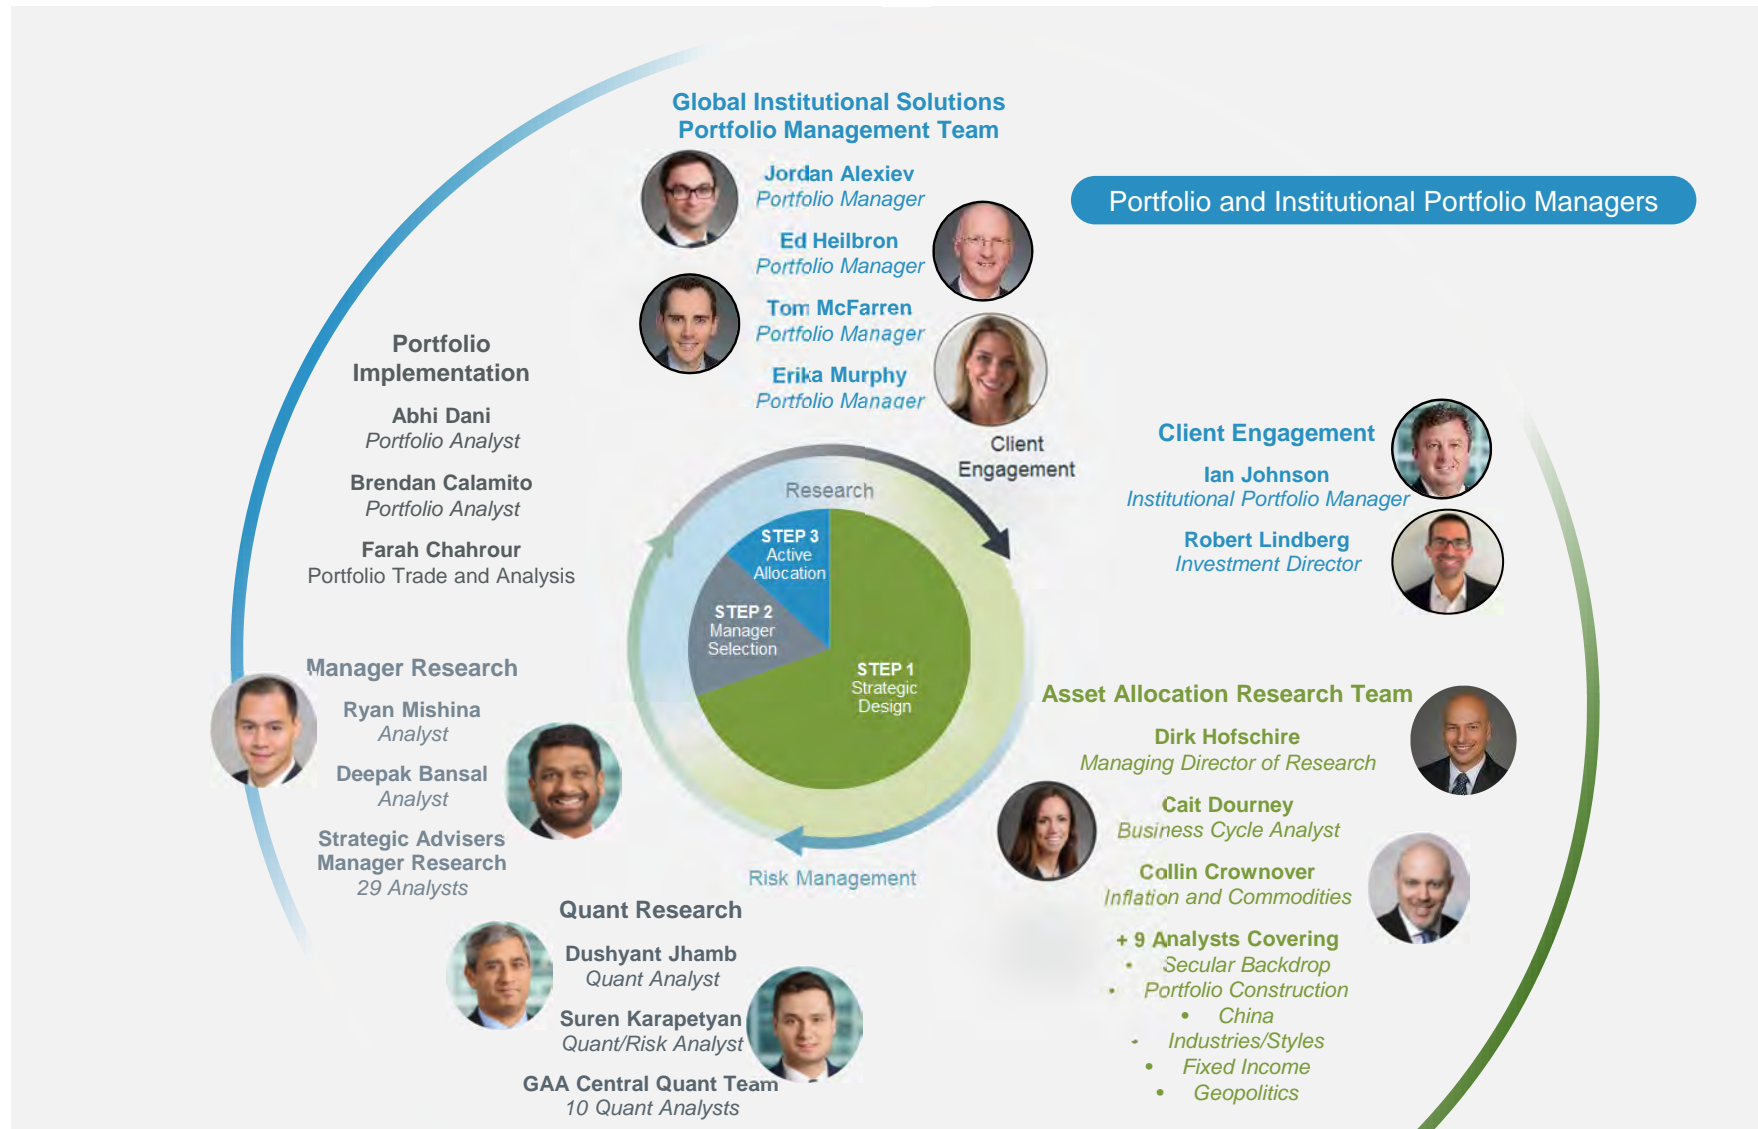 Global Institutional Solutions
Portfolio Management Team
Jordan Alexiev
Portfolio Manager
Ed Heilbron
Portfolio Manager
Tom McFarren
Portfolio Manager
Erika Murphy
Portfolio Manager
Portfolio and Institutional Portfolio Managers
Portfolio
Implementation
Abhi Dani
Portfolio Analyst
Brendan Calamito
Portfolio Analyst
Farah Chahrour
Portfolio Trade and Analysis
Client
Engagement
Research
STEP 3
Active
Allocation
STEP 2
Manager
Selection
STEP 1
Strategic
Design
Risk Management
Client Engagement
Ian Johnson
Institutional Portfolio Manager
Robert Lindberg
Investment Director
Manager Research
Ryan Mishina
Analyst
Deepak Bansal
Analyst
Strategic Advisers
Manager Research
29 Analysts
Quant Research
Dushyant Jhamb
Quant Analyst
Suren Karapetyan
Quant/Risk Analyst
GAA Central Quant Team
10 Quant Analysts
Asset Allocation Research Team
Dirk Hofschire
Managing Director of Research
Cait Dourney
Business Cycle Analyst
Collin Crownover
Inflation and Commodities
+ 9 Analysts Covering
• Secular Backdrop
• Portfolio Construction
• China
• Industries/Styles
• Fixed Income
• Geopolitics